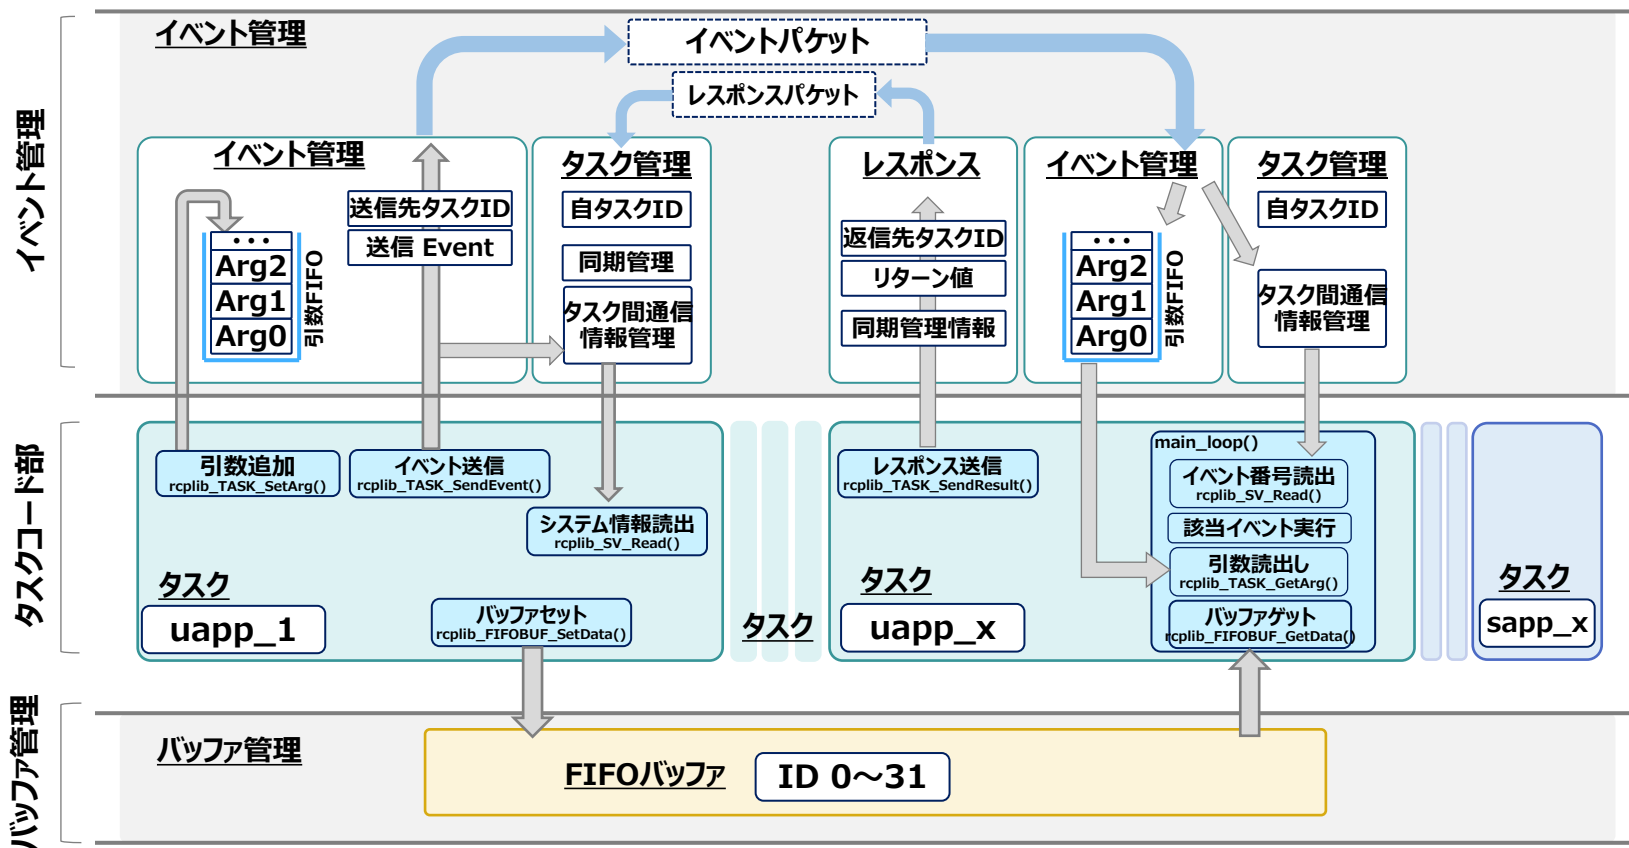 イベント管理
イベント管理
イベントパケット
レスポンスパケット
イベント管理
送信先タスクID
送信 Event
・・・
Arg2
Arg1
Arg0
引数FIFO
タスク管理
自タスクID
同期管理
タスク間通信
情報管理
レスポンス
返信先タスクID
リターン値
同期管理情報
イベント管理
・・・
Arg2
Arg1
Arg0
引数FIFO
タスク管理
自タスクID
タスク間通信
情報管理
タスクコード部
引数追加
rcplib_TASK_SetArg()
イベント送信
rcplib_TASK_SendEvent()
システム情報読出
rcplib_SV_Read()
タスク
uapp_1
バッファセット
rcplib_FIFOBUF_SetData()
タスク
レスポンス送信
rcplib_TASK_SendResult()
タスク
uapp_x
main_loop()
イベント番号読出
rcplib_SV_Read()
該当イベント実行
引数読出し
rcplib_TASK_GetArg()
バッファゲット
rcplib_FIFOBUF_GetData()
タスク
sapp_x
バッファ管理
バッファ管理
FIFOバッファ
ID 0～31